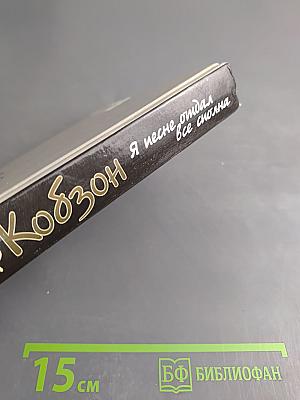 Кобзон
Я песне отдал
все сполна
15 см
БФ БИБЛИОФАН